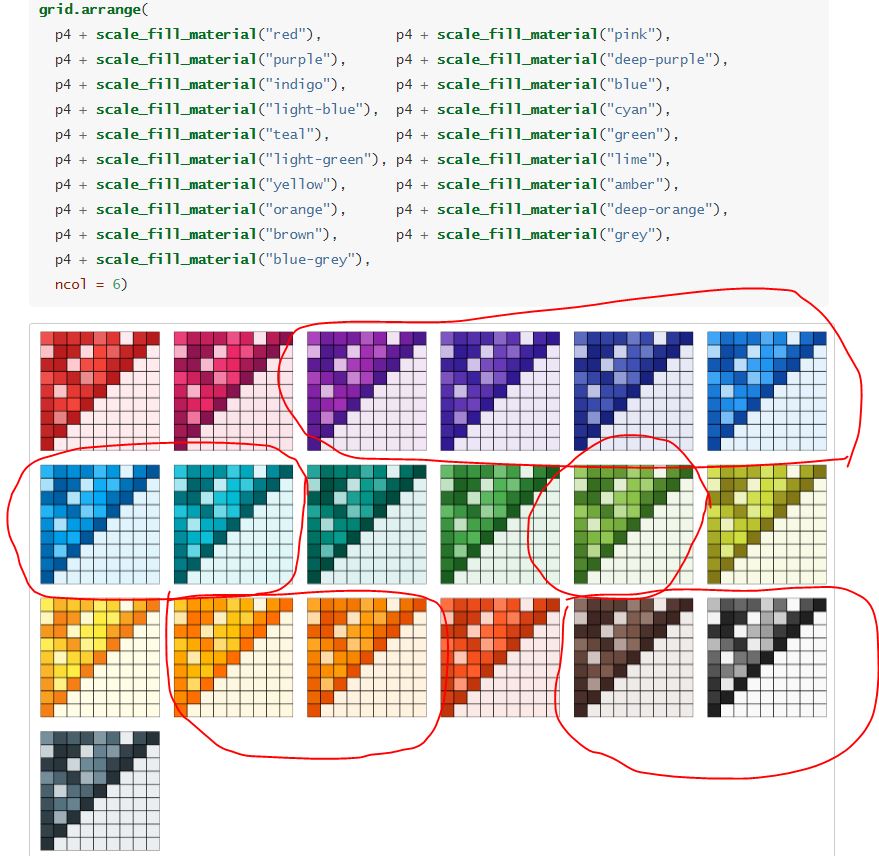 grid.arrange(
p4 + scale_fill_material("red"), p4 + scale_fill_material("pink"),
p4 + scale_fill_material("purple"), p4 + scale_fill_material("deep-purple"),
p4 + scale_fill_material("indigo"), p4 + scale_fill_material("blue"),
p4 + scale_fill_material("light-blue"), p4 + scale_fill_material("cyan"),
p4 + scale_fill_material("teal"), p4 + scale_fill_material("green"),
p4 + scale_fill_material("light-green"), p4 + scale_fill_material("lime"),
p4 + scale_fill_material("yellow"), p4 + scale_fill_material("amber"),
p4 + scale_fill_material("orange"), p4 + scale_fill_material("deep-orange"),
p4 + scale_fill_material("brown"), p4 + scale_fill_material("grey"),
p4 + scale_fill_material("blue-grey"),
ncol = 6)